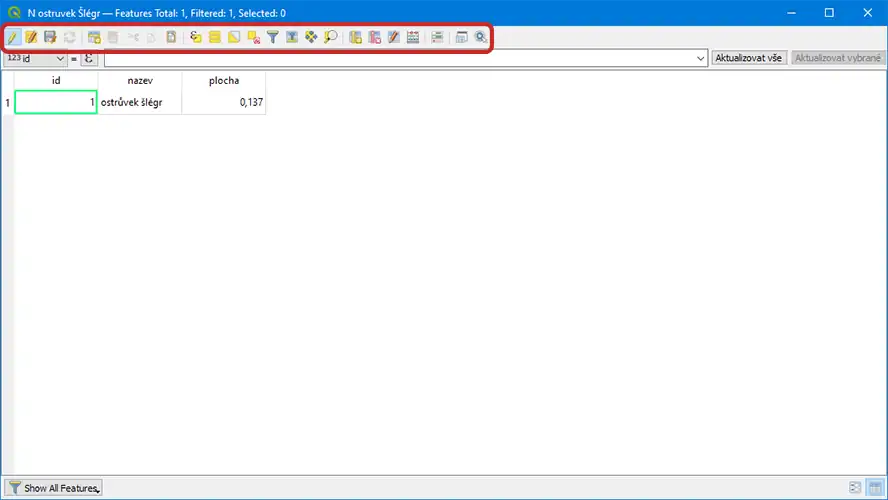 N ostruvek Šlégr — Features Total: 1, Filtered: 1, Selected: 0
123 id = ε Aktualizovat vše Aktualizovat vybrané
id nazev plocha
1 1 ostrůvek šlégr 0,137
Show All Features